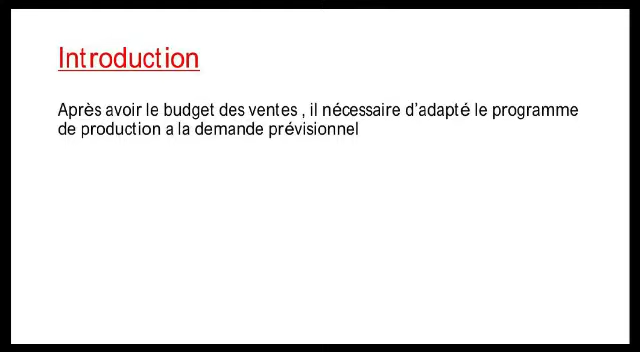 Introduction
Après avoir le budget des ventes , il nécessaire d'adapté le programme
de production a la demande prévisionnel